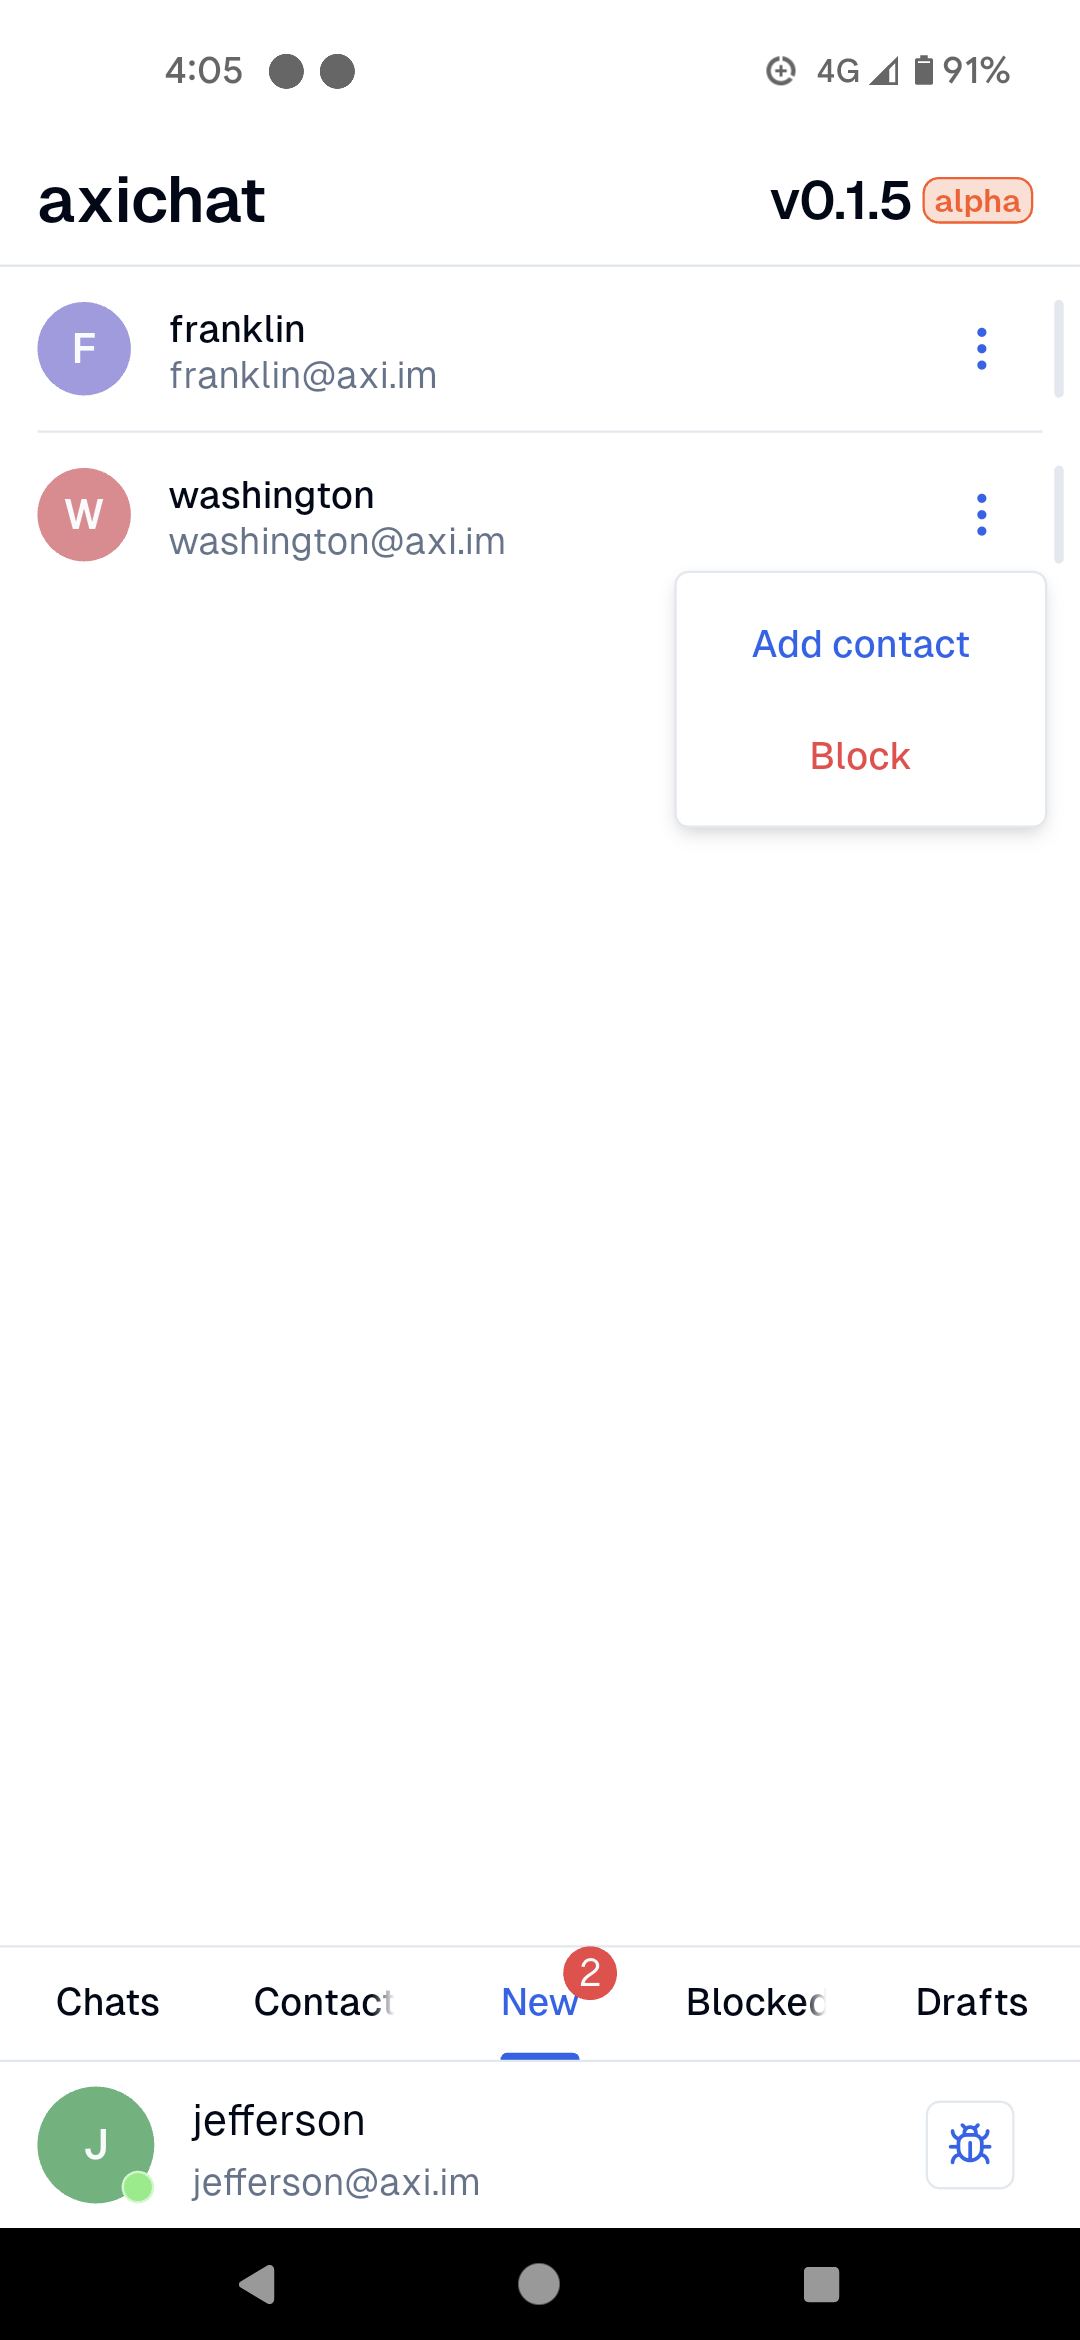 4:05 4G 91%
axichat v0.1.5 alpha
F franklin
franklin@axi.im
W washington
washington@axi.im
Add contact
Block
Chats Contact New 2 Blocked Drafts
J jefferson
jefferson@axi.im